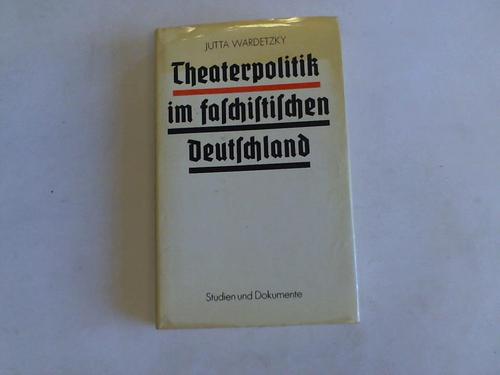 JUTTA WARDETZKY
Theaterpolitik
im faſchiſtiſchen
Deutſchland
Studien und Dokumente